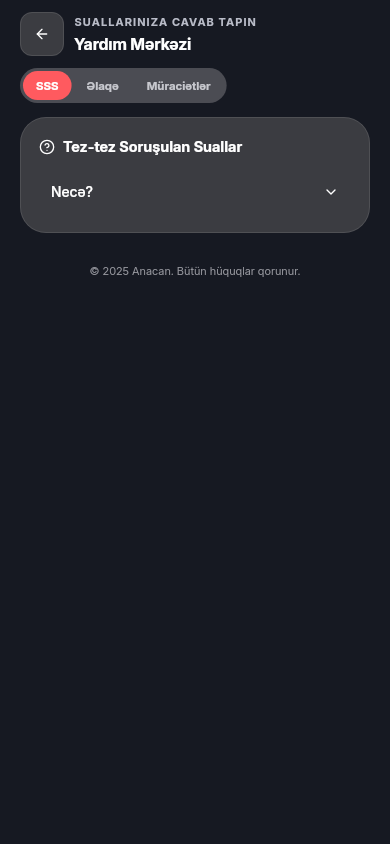 SUALLARINIZA CAVAB TAPIN
Yardım Mərkəzi
SSS
Əlaqə
Müraciətlər
Tez-tez Soruşulan Suallar
Necə?
© 2025 Anacan. Bütün hüquqlar qorunur.